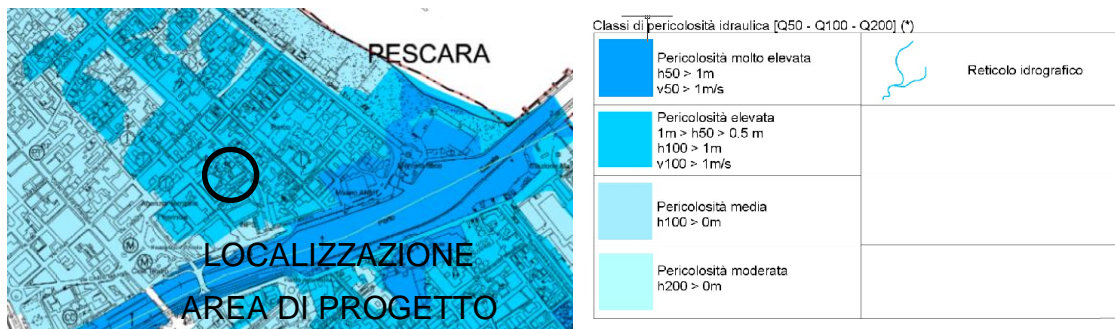 PESCARA
LOCALIZZAZIONE
AREA DI PROGETTO
Classi di pericolosità idraulica [Q50 - Q100 - Q200] (*)
Pericolosità molto elevata
h50 > 1m
v50 > 1m/s
Reticolo idrografico
Pericolosità elevata
1m > h50 > 0.5 m
h100 > 1m
v100 > 1m/s
Pericolosità media
h100 > 0m
Pericolosità moderata
h200 > 0m